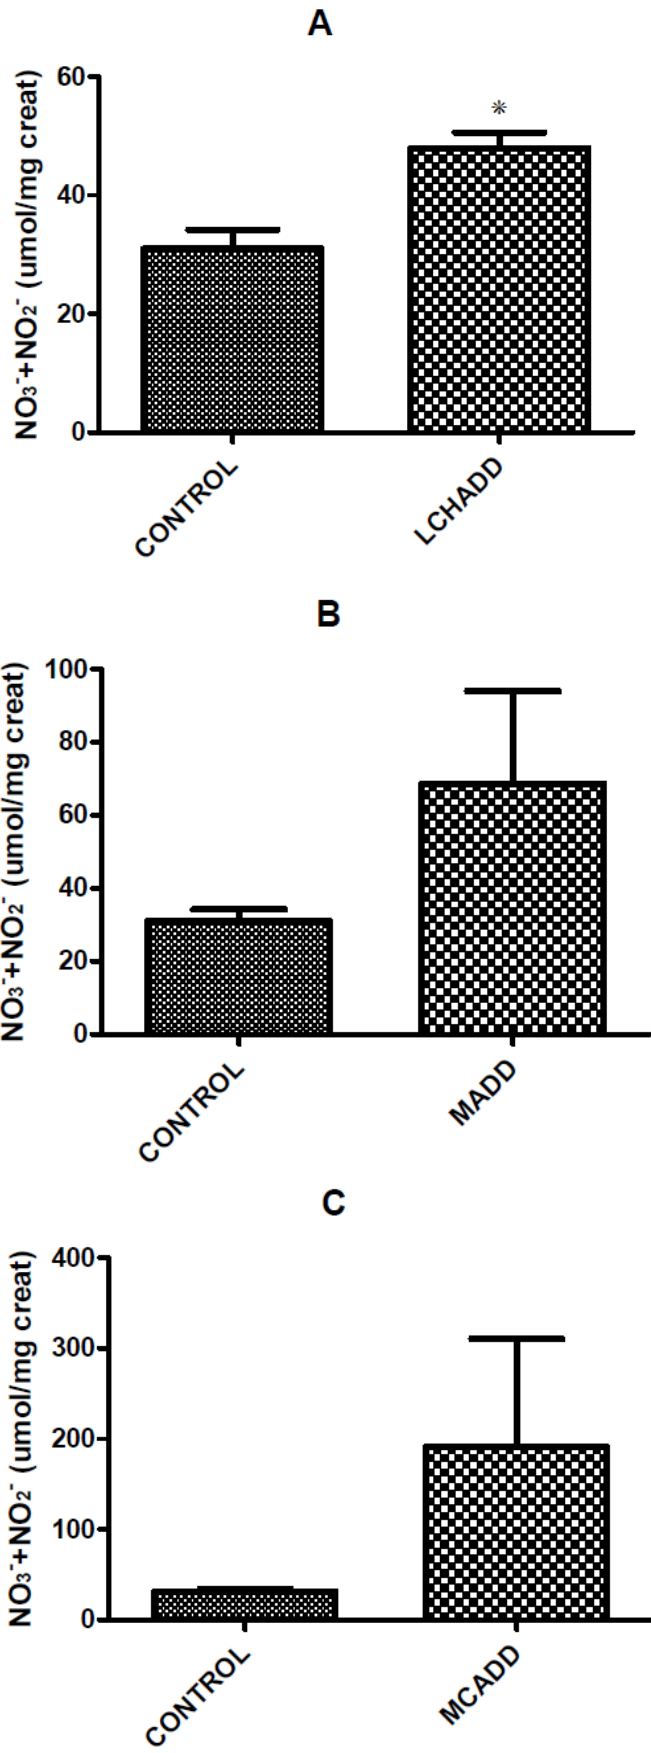 A
NO₃⁻+NO₂⁻ (umol/mg creat)
60
40
20
0
*
CONTROL
LCHADD
B
NO₃⁻+NO₂⁻ (umol/mg creat)
100
80
60
40
20
0
CONTROL
MADD
C
NO₃⁻+NO₂⁻ (umol/mg creat)
400
300
200
100
0
CONTROL
MCADD